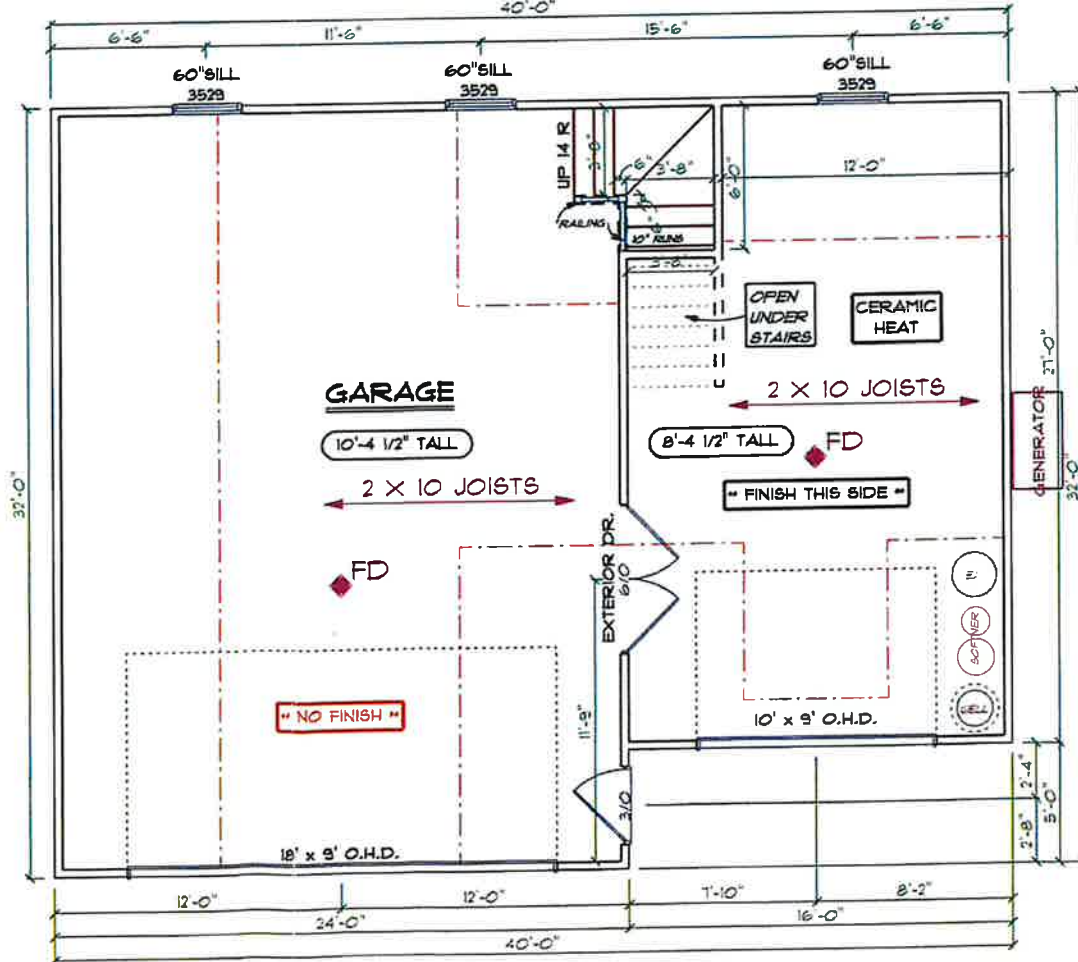 40'-0"
6'-6"
11'-6"
15'-6"
6'-6"
60"SILL
3529
60"SILL
3529
60"SILL
3529
UP 14 R
3'-0"
6"
3'-8"
6'-0"
12'-0"
RAILING
10" RUNS
OPEN
UNDER
STAIRS
CERAMIC
HEAT
27'-0"
GARAGE
10'-4 1/2" TALL
2 X 10 JOISTS
8'-4 1/2" TALL
FD
GENERATOR
32'-0"
32'-0"
2 X 10 JOISTS
" FINISH THIS SIDE "
EXTERIOR DR.
6/0
FD
SOFTNER
" NO FINISH "
11'-9"
10' x 9' O.H.D.
3/0
2'-4"
5'-0"
2'-8"
18' x 9' O.H.D.
12'-0"
12'-0"
7'-10"
8'-2"
24'-0"
16'-0"
40'-0"